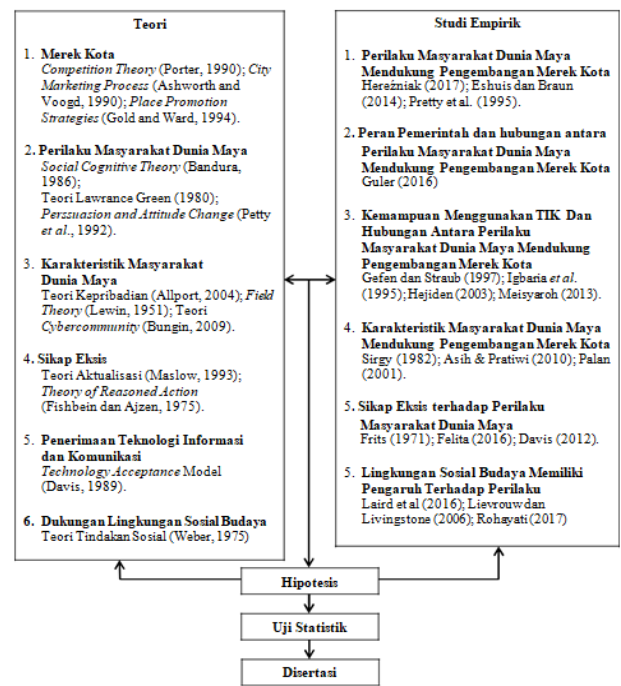 Teori
1. Merek Kota
Competition Theory (Porter, 1990); City
Marketing Process (Ashworth and
Voogd, 1990); Place Promotion
Strategies (Gold and Ward, 1994).
2. Perilaku Masyarakat Dunia Maya
Social Cognitive Theory (Bandura,
1986);
Teori Lawrance Green (1980);
Perssuasion and Attitude Change (Petty
et al., 1992).
3. Karakteristik Masyarakat
Dunia Maya
Teori Kepribadian (Allport, 2004); Field
Theory (Lewin, 1951); Teori
Cybercommunity (Bungin, 2009).
4. Sikap Eksis
Teori Aktualisasi (Maslow, 1993);
Theory of Reasoned Action
(Fishbein dan Ajzen, 1975).
5. Penerimaan Teknologi Informasi
dan Komunikasi
Technology Acceptance Model
(Davis, 1989).
6. Dukungan Lingkungan Sosial Budaya
Teori Tindakan Sosial (Weber, 1975)
Studi Empirik
1. Perilaku Masyarakat Dunia Maya
Mendukung Pengembangan Merek Kota
Hereźniak (2017); Eshuis dan Braun
(2014); Pretty et al. (1995).
2. Peran Pemerintah dan hubungan antara
Perilaku Masyarakat Dunia Maya
Mendukung Pengembangan Merek Kota
Guler (2016)
3. Kemampuan Menggunakan TIK Dan
Hubungan Antara Perilaku
Masyarakat Dunia Maya Mendukung
Pengembangan Merek Kota
Gefen dan Straub (1997); Igbaria et al.
(1995); Hejiden (2003); Meisyaroh (2013).
4. Karakteristik Masyarakat Dunia Maya
Mendukung Pengembangan Merek Kota
Sirgy (1982); Asih & Pratiwi (2010); Palan
(2001).
5. Sikap Eksis terhadap Perilaku
Masyarakat Dunia Maya
Frits (1971); Felita (2016); Davis (2012).
5. Lingkungan Sosial Budaya Memiliki
Pengaruh Terhadap Perilaku
Laird et al (2016); Lievrouw dan
Livingstone (2006); Rohayati (2017)
Hipotesis
Uji Statistik
Disertasi